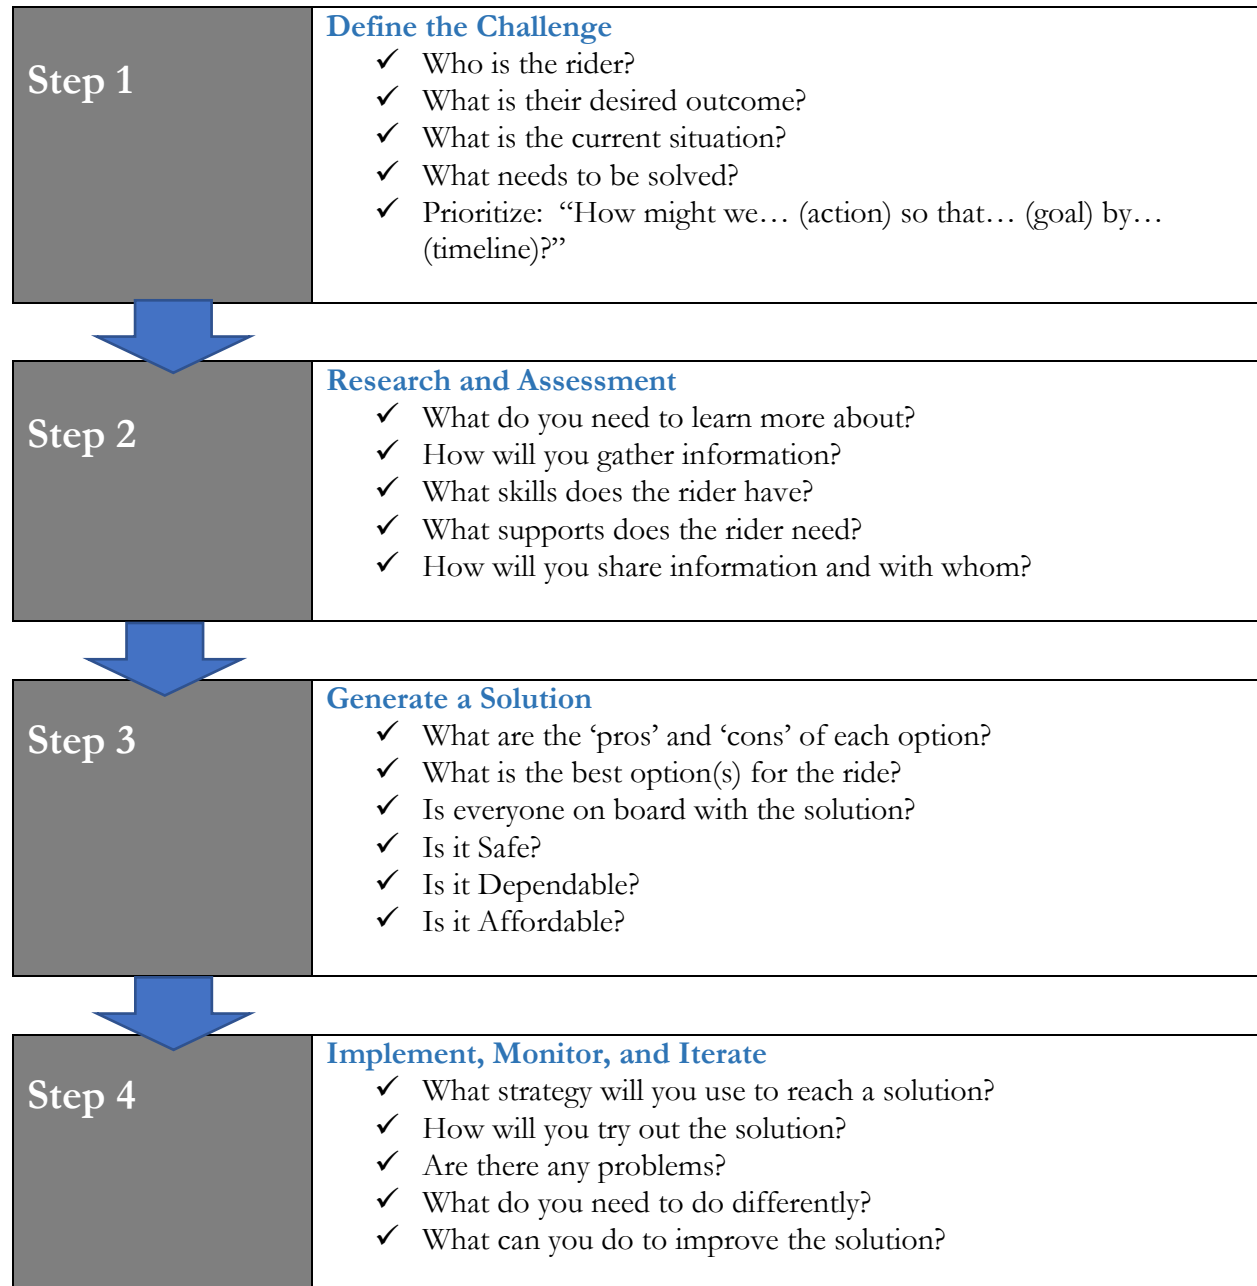 Step 1
Define the Challenge
✓ Who is the rider?
✓ What is their desired outcome?
✓ What is the current situation?
✓ What needs to be solved?
✓ Prioritize:  “How might we… (action) so that… (goal) by…
(timeline)?”
Step 2
Research and Assessment
✓ What do you need to learn more about?
✓ How will you gather information?
✓ What skills does the rider have?
✓ What supports does the rider need?
✓ How will you share information and with whom?
Step 3
Generate a Solution
✓ What are the ‘pros’ and ‘cons’ of each option?
✓ What is the best option(s) for the ride?
✓ Is everyone on board with the solution?
✓ Is it Safe?
✓ Is it Dependable?
✓ Is it Affordable?
Step 4
Implement, Monitor, and Iterate
✓ What strategy will you use to reach a solution?
✓ How will you try out the solution?
✓ Are there any problems?
✓ What do you need to do differently?
✓ What can you do to improve the solution?